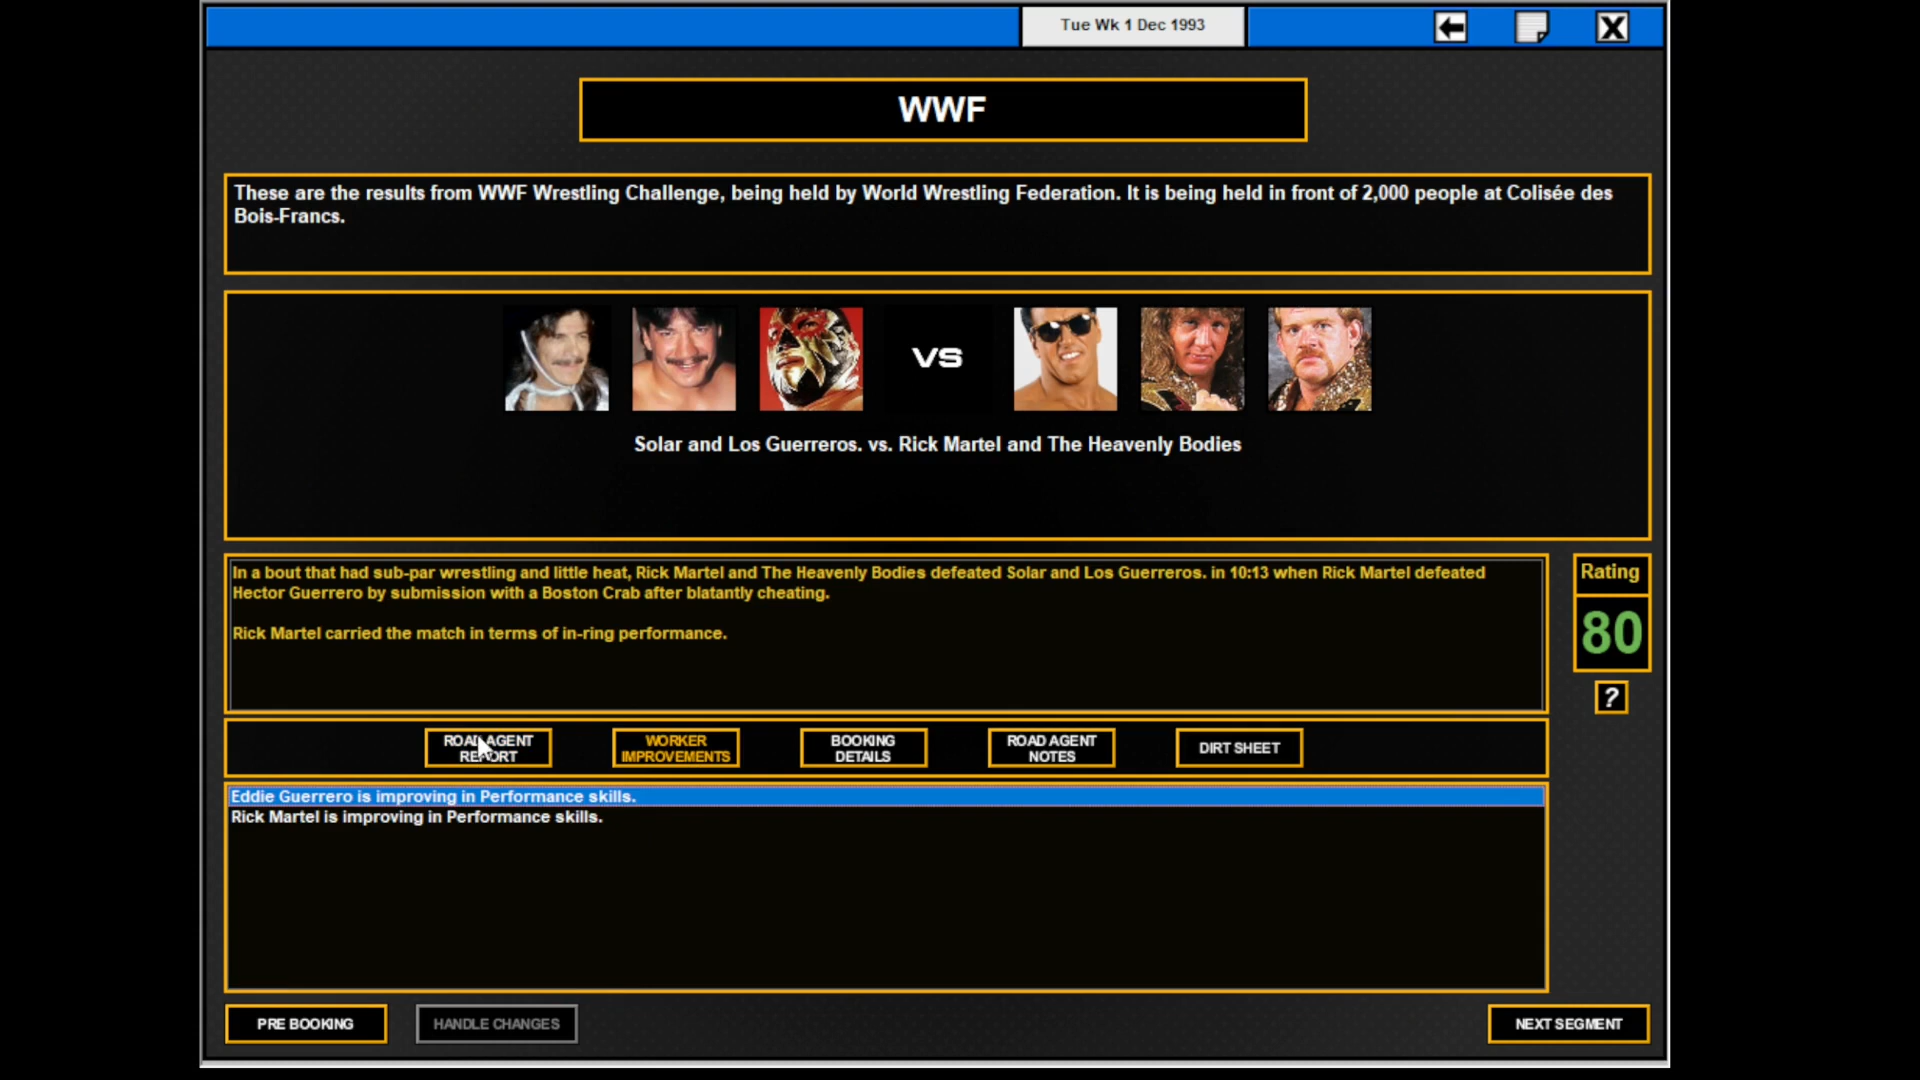 Tue Wk 1 Dec 1993
WWF
These are the results from WWF Wrestling Challenge, being held by World Wrestling Federation. It is being held in front of 2,000 people at Colisée des
Bois-Francs.
VS
Solar and Los Guerreros. vs. Rick Martel and The Heavenly Bodies
In a bout that had sub-par wrestling and little heat, Rick Martel and The Heavenly Bodies defeated Solar and Los Guerreros. in 10:13 when Rick Martel defeated
Hector Guerrero by submission with a Boston Crab after blatantly cheating.
Rick Martel carried the match in terms of in-ring performance.
Rating
80
?
ROAD AGENT
REPORT
WORKER
IMPROVEMENTS
BOOKING
DETAILS
ROAD AGENT
NOTES
DIRT SHEET
Eddie Guerrero is improving in Performance skills.
Rick Martel is improving in Performance skills.
PRE BOOKING
HANDLE CHANGES
NEXT SEGMENT